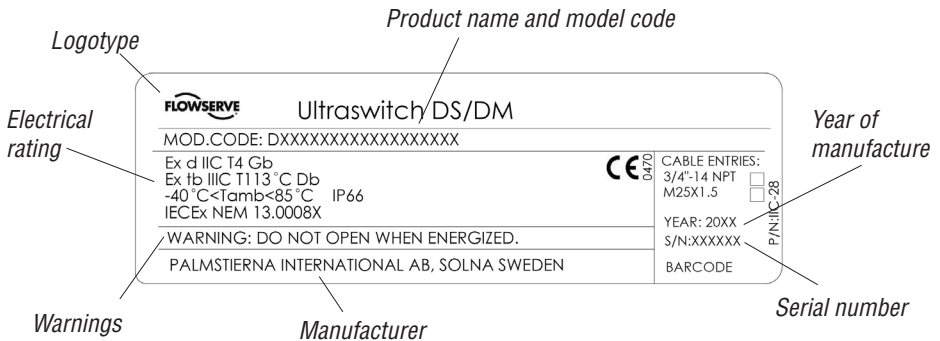 Product name and model code
Logotype
Electrical
rating
Year of
manufacture
FLOWSERVE
Ultraswitch DS/DM
MOD.CODE: DXXXXXXXXXXXXXXXXXX
Ex d IIC T4 Gb
Ex tb IIIC T113˚C Db
-40˚C<Tamb<85˚C IP66
IECEx NEM 13.0008X
CE 0470
CABLE ENTRIES:
3/4"-14 NPT
M25X1.5
YEAR: 20XX
S/N:XXXXXX
P/N:IIC-28
WARNING: DO NOT OPEN WHEN ENERGIZED.
PALMSTIERNA INTERNATIONAL AB, SOLNA SWEDEN
BARCODE
Warnings
Manufacturer
Serial number